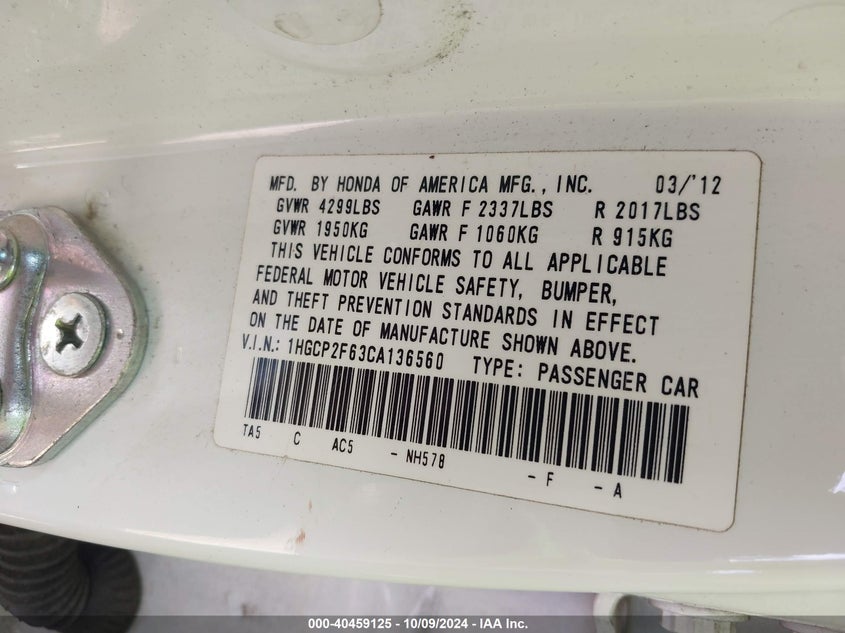 MFD. BY HONDA OF AMERICA MFG., INC. 03/'12
GVWR 4299LBS GAWR F 2337LBS R 2017LBS
GVWR 1950KG GAWR F 1060KG R 915KG
THIS VEHICLE CONFORMS TO ALL APPLICABLE
FEDERAL MOTOR VEHICLE SAFETY, BUMPER,
AND THEFT PREVENTION STANDARDS IN EFFECT
ON THE DATE OF MANUFACTURE SHOWN ABOVE.
V.I.N.: 1HGCP2F63CA136560 TYPE: PASSENGER CAR
TA5 C AC5 - NH578 - F - A
000-40459125 - 10/09/2024 - IAA Inc.